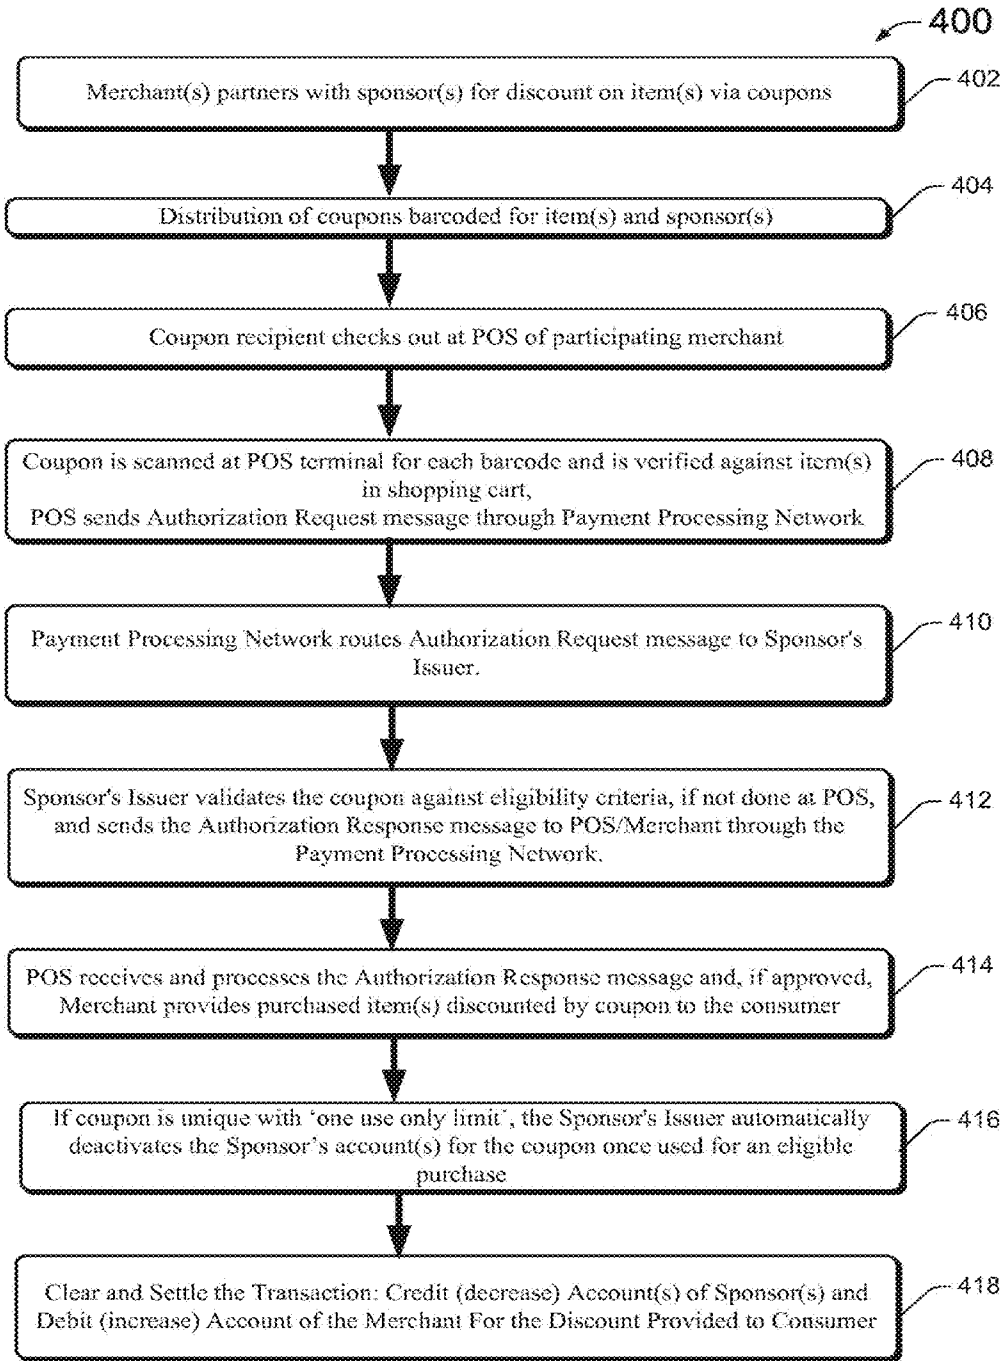 400
Merchant(s) partners with sponsor(s) for discount on item(s) via coupons
402
Distribution of coupons barcoded for item(s) and sponsor(s)
404
Coupon recipient checks out at POS of participating merchant
406
Coupon is scanned at POS terminal for each barcode and is verified against item(s)
in shopping cart,
POS sends Authorization Request message through Payment Processing Network
408
Payment Processing Network routes Authorization Request message to Sponsor's
Issuer.
410
Sponsor's Issuer validates the coupon against eligibility criteria, if not done at POS,
and sends the Authorization Response message to POS/Merchant through the
Payment Processing Network.
412
POS receives and processes the Authorization Response message and, if approved,
Merchant provides purchased item(s) discounted by coupon to the consumer
414
If coupon is unique with ‘one use only limit’, the Sponsor's Issuer automatically
deactivates the Sponsor’s account(s) for the coupon once used for an eligible
purchase
416
Clear and Settle the Transaction: Credit (decrease) Account(s) of Sponsor(s) and
Debit (increase) Account of the Merchant For the Discount Provided to Consumer
418